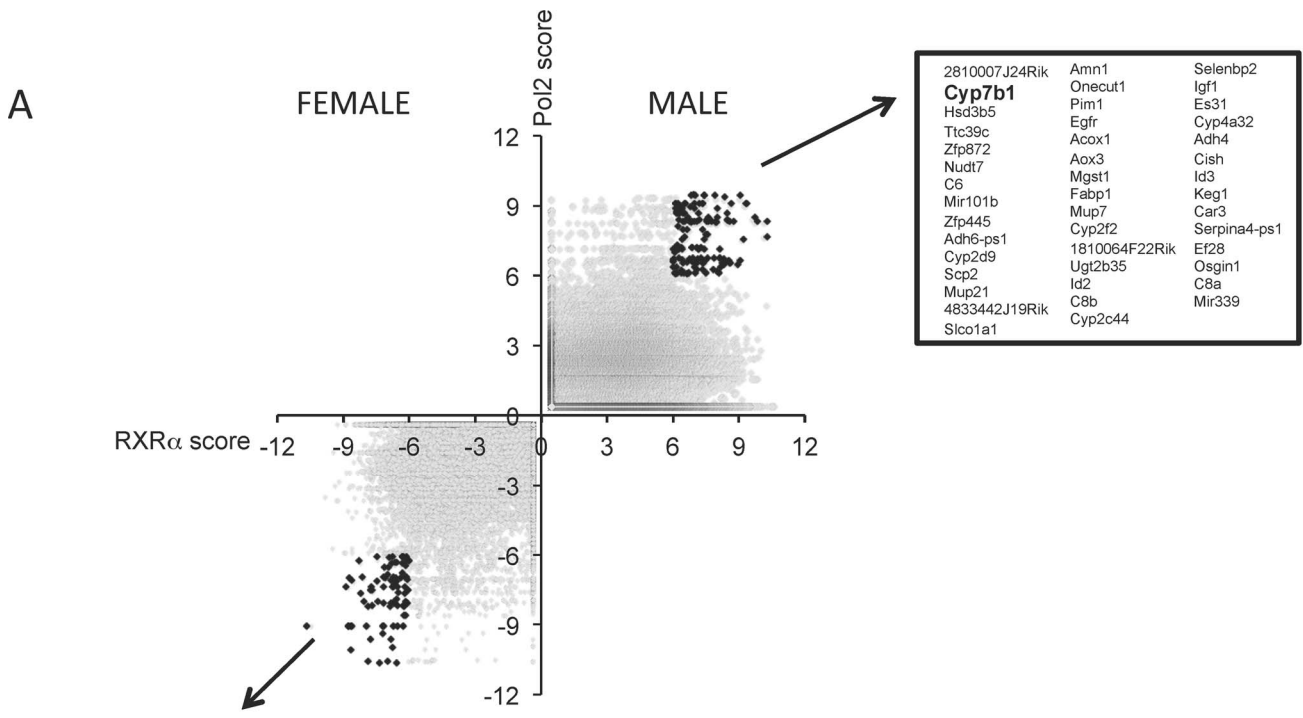 A
FEMALE
MALE
Pol2 score
RXRα score
12
9
6
3
0
-3
-6
-9
-12
-12
-9
-6
-3
0
3
6
9
12
2810007J24Rik
Cyp7b1
Hsd3b5
Ttc39c
Zfp872
Nudt7
C6
Mir101b
Zfp445
Adh6-ps1
Cyp2d9
Scp2
Mup21
4833442J19Rik
Slco1a1
Amn1
Onecut1
Pim1
Egfr
Acox1
Aox3
Mgst1
Fabp1
Mup7
Cyp2f2
1810064F22Rik
Ugt2b35
Id2
C8b
Cyp2c44
Selenbp2
Igf1
Es31
Cyp4a32
Adh4
Cish
Id3
Keg1
Car3
Serpina4-ps1
Ef28
Osgin1
C8a
Mir339